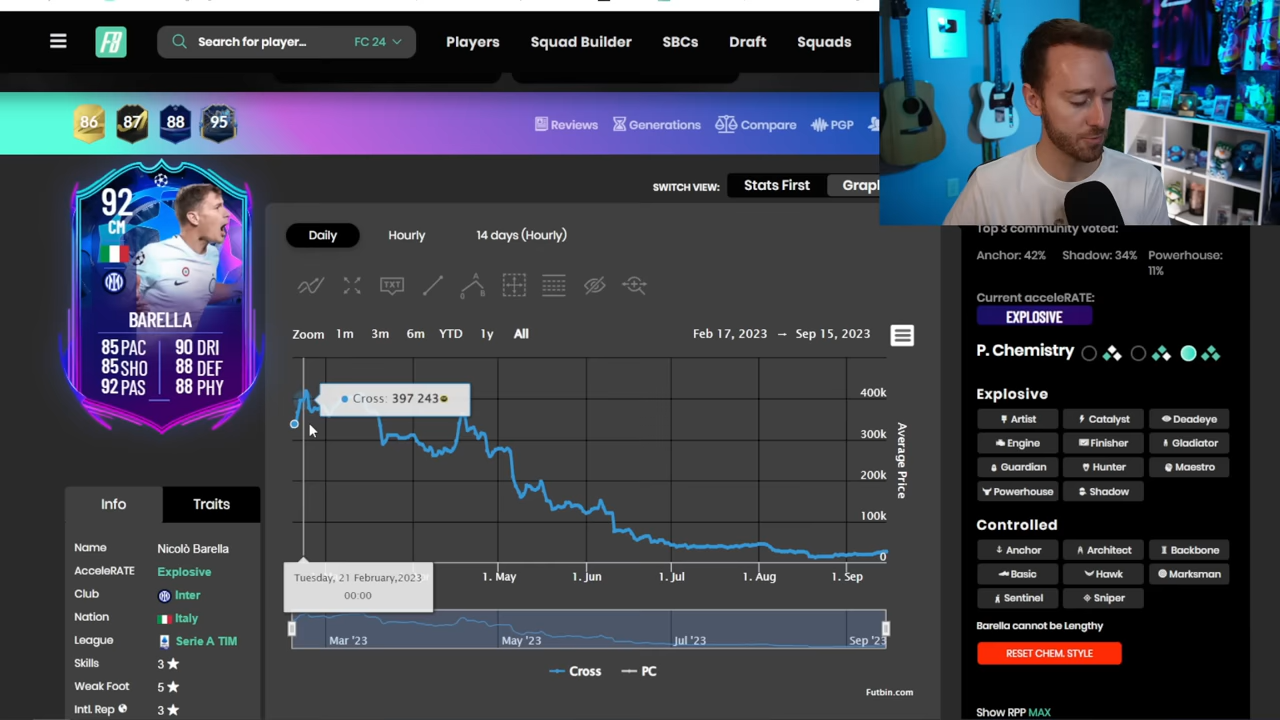 FB
Search for player...
FC 24
Players
Squad Builder
SBCs
Draft
Squads
86
87
88
95
Reviews
Generations
Compare
PGP
SWITCH VIEW:
Stats First
Grap
92
CM
BARELLA
85 PAC
90 DRI
85 SHO
88 DEF
92 PAS
88 PHY
Daily
Hourly
14 days (Hourly)
TXT
Zoom
1m
3m
6m
YTD
1y
All
Feb 17, 2023 → Sep 15, 2023
Cross: 397 243
400k
300k
200k
100k
0
Average Price
Tuesday, 21 February, 2023
00:00
1. May
1. Jun
1. Jul
1. Aug
1. Sep
Mar '23
May '23
Jul '23
Sep '23
Cross
PC
Futbin.com
Info
Traits
Name
Nicolò Barella
AcceleRATE
Explosive
Club
Inter
Nation
Italy
League
Serie A TIM
Skills
3
Weak Foot
5
Intl. Rep
3
Top 3 community voted:
Anchor: 42%
Shadow: 34%
Powerhouse:
11%
Current acceleRATE:
EXPLOSIVE
P. Chemistry
Explosive
Artist
Catalyst
Deadeye
Engine
Finisher
Gladiator
Guardian
Hunter
Maestro
Powerhouse
Shadow
Controlled
Anchor
Architect
Backbone
Basic
Hawk
Marksman
Sentinel
Sniper
Barella cannot be Lengthy
RESET CHEM. STYLE
Show RPP MAX